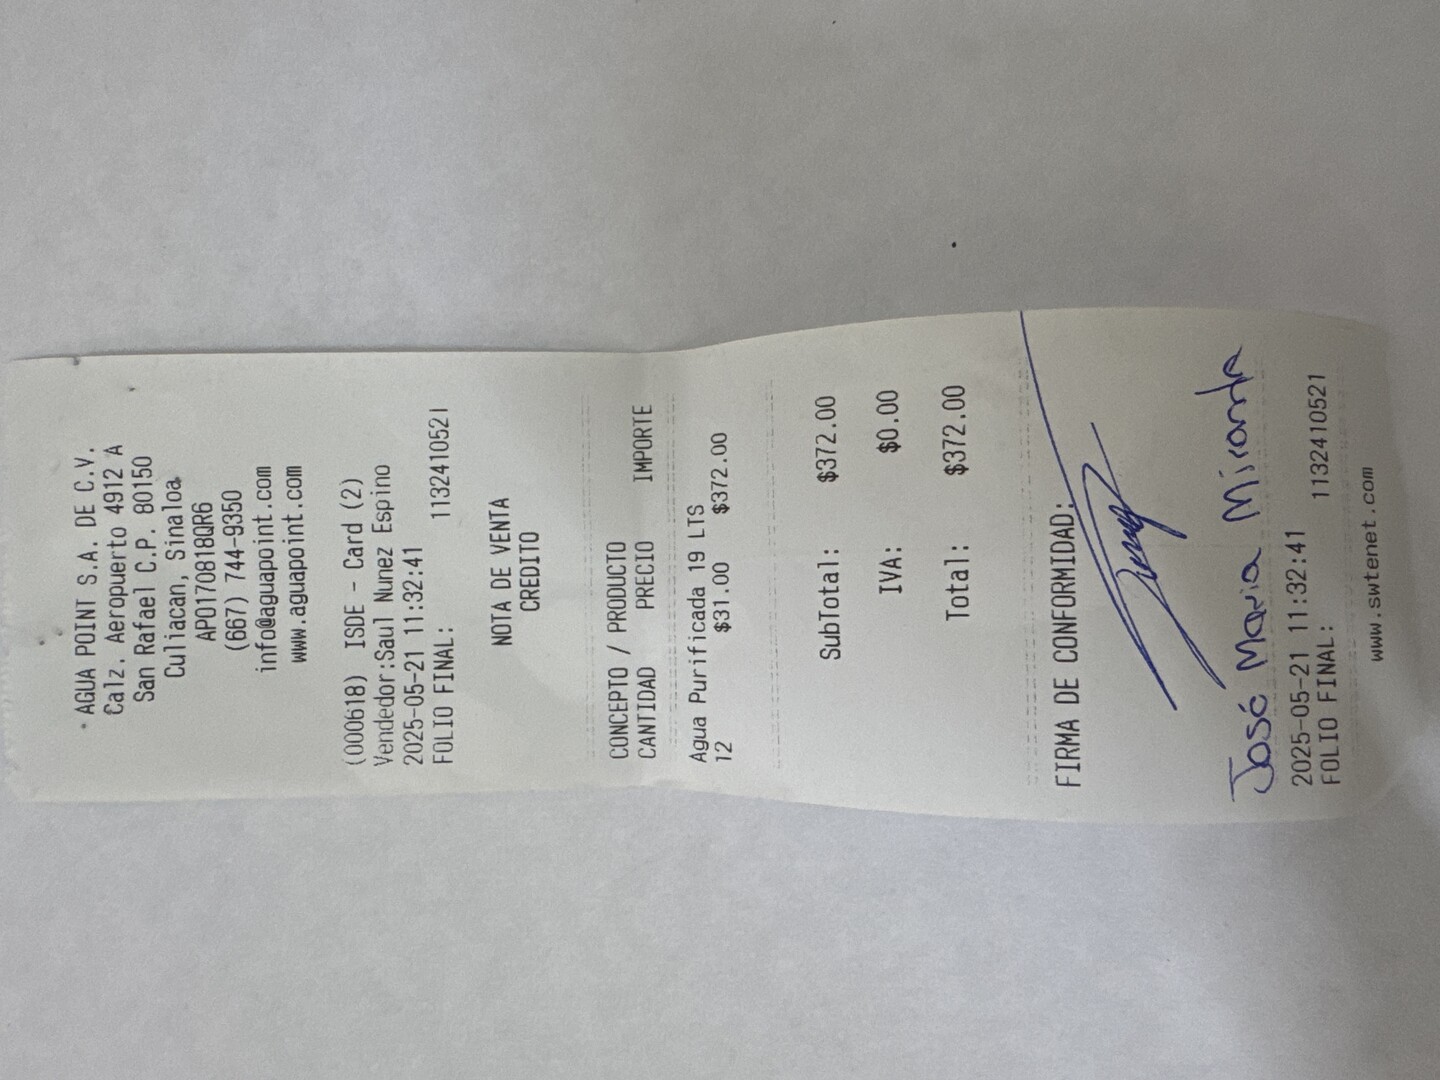 AGUA POINT S.A. DE C.V.
Calz. Aeropuerto 4912 A
San Rafael C.P. 80150
Culiacan, Sinaloa
APO170818QR6
(667) 744-9350
info@aguapoint.com
www.aguapoint.com
(000618) ISDE - Card (2)
Vendedor:Saul Nunez Espino
2025-05-21 11:32:41
FOLIO FINAL: 1132410521
NOTA DE VENTA
CREDITO
CONCEPTO / PRODUCTO
CANTIDAD PRECIO IMPORTE
Agua Purificada 19 LTS
12 $31.00 $372.00
SubTotal: $372.00
IVA: $0.00
Total: $372.00
FIRMA DE CONFORMIDAD:
José Maria Miranda
2025-05-21 11:32:41
FOLIO FINAL: 1132410521
www.swtenet.com